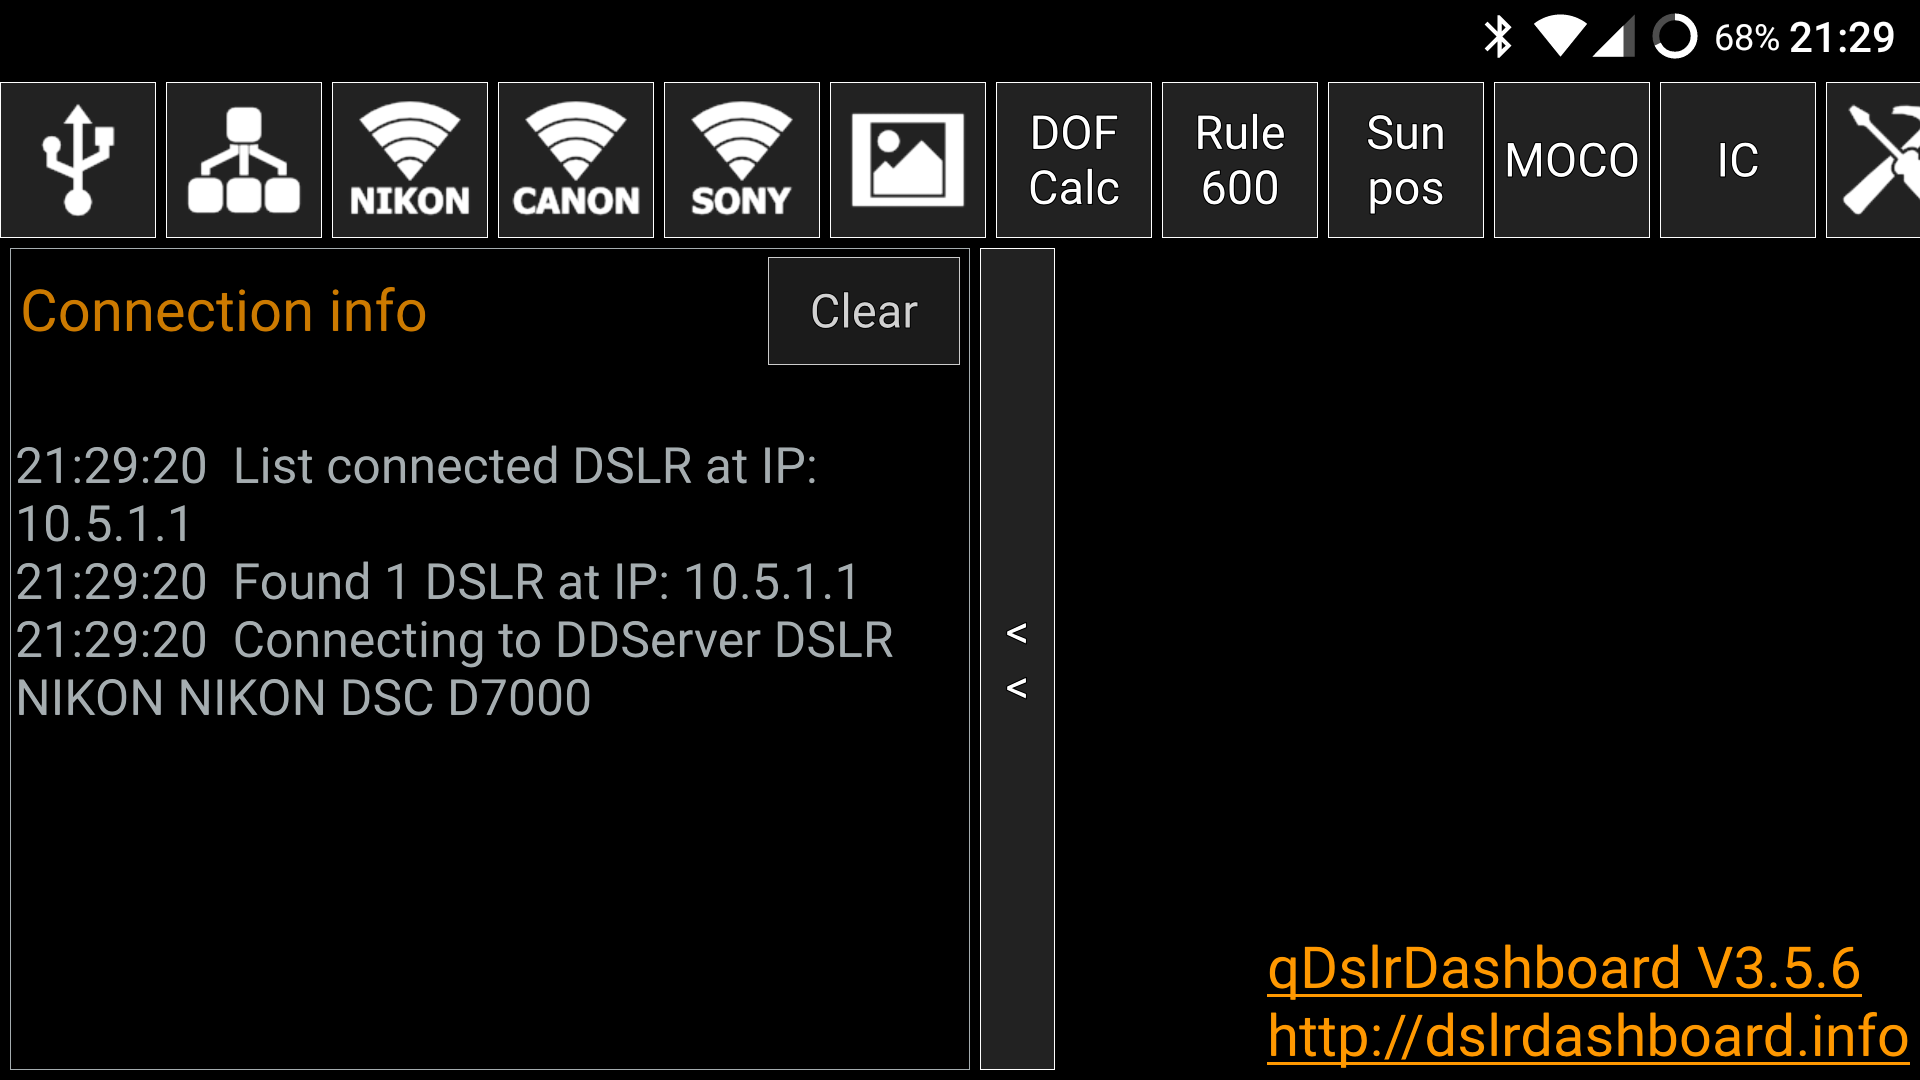 68% 21:29
NIKON
CANON
SONY
DOF
Calc
Rule
600
Sun
pos
MOCO
IC
Connection info
Clear
21:29:20  List connected DSLR at IP:
10.5.1.1
21:29:20  Found 1 DSLR at IP: 10.5.1.1
21:29:20  Connecting to DDServer DSLR
NIKON NIKON DSC D7000
<
<
qDslrDashboard V3.5.6
http://dslrdashboard.info